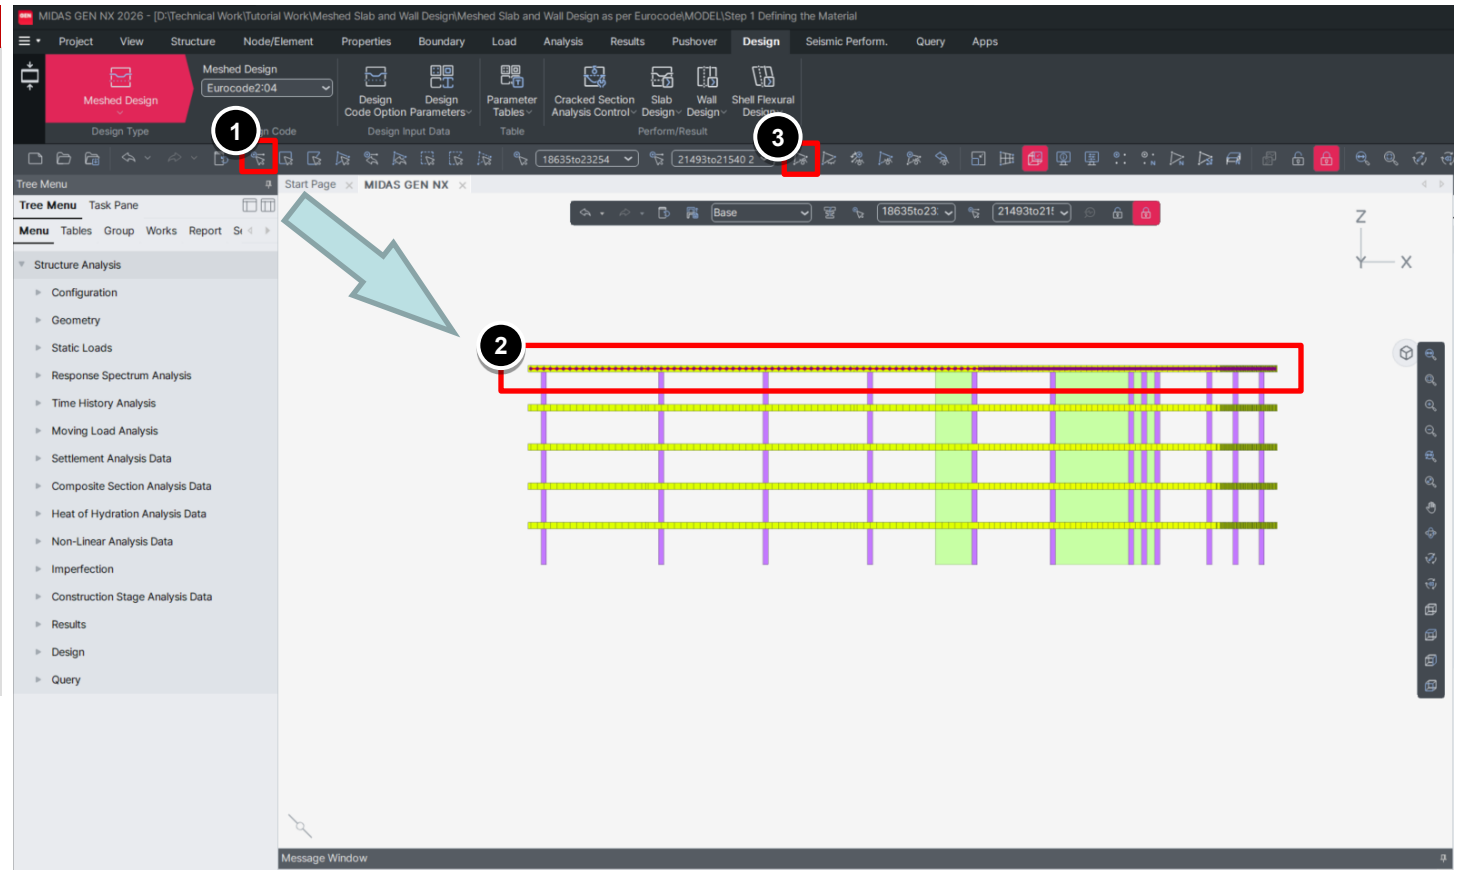 MIDAS GEN NX 2026 - [D:\Technical Work\Tutorial Work\Meshed Slab and Wall Design\Meshed Slab and Wall Design as per Eurocode\MODEL\Step 1 Defining the Material
Project View Structure Node/Element Properties Boundary Load Analysis Results Pushover Design Seismic Perform. Query Apps
Meshed Design
Meshed Design
Eurocode2:04
Design Code Option
Design Parameters
Parameter Tables
Cracked Section Analysis Control
Slab Design
Wall Design
Shell Flexural Design
Design Type
Code
Design Input Data
Table
Perform/Result
1
3
18635to23254
21493to21540 2
Tree Menu
Start Page
MIDAS GEN NX
Tree Menu Task Pane
Menu Tables Group Works Report
Base
18635to23
21493to21
Z
Y
X
Structure Analysis
Configuration
Geometry
Static Loads
Response Spectrum Analysis
Time History Analysis
Moving Load Analysis
Settlement Analysis Data
Composite Section Analysis Data
Heat of Hydration Analysis Data
Non-Linear Analysis Data
Imperfection
Construction Stage Analysis Data
Results
Design
Query
2
Message Window